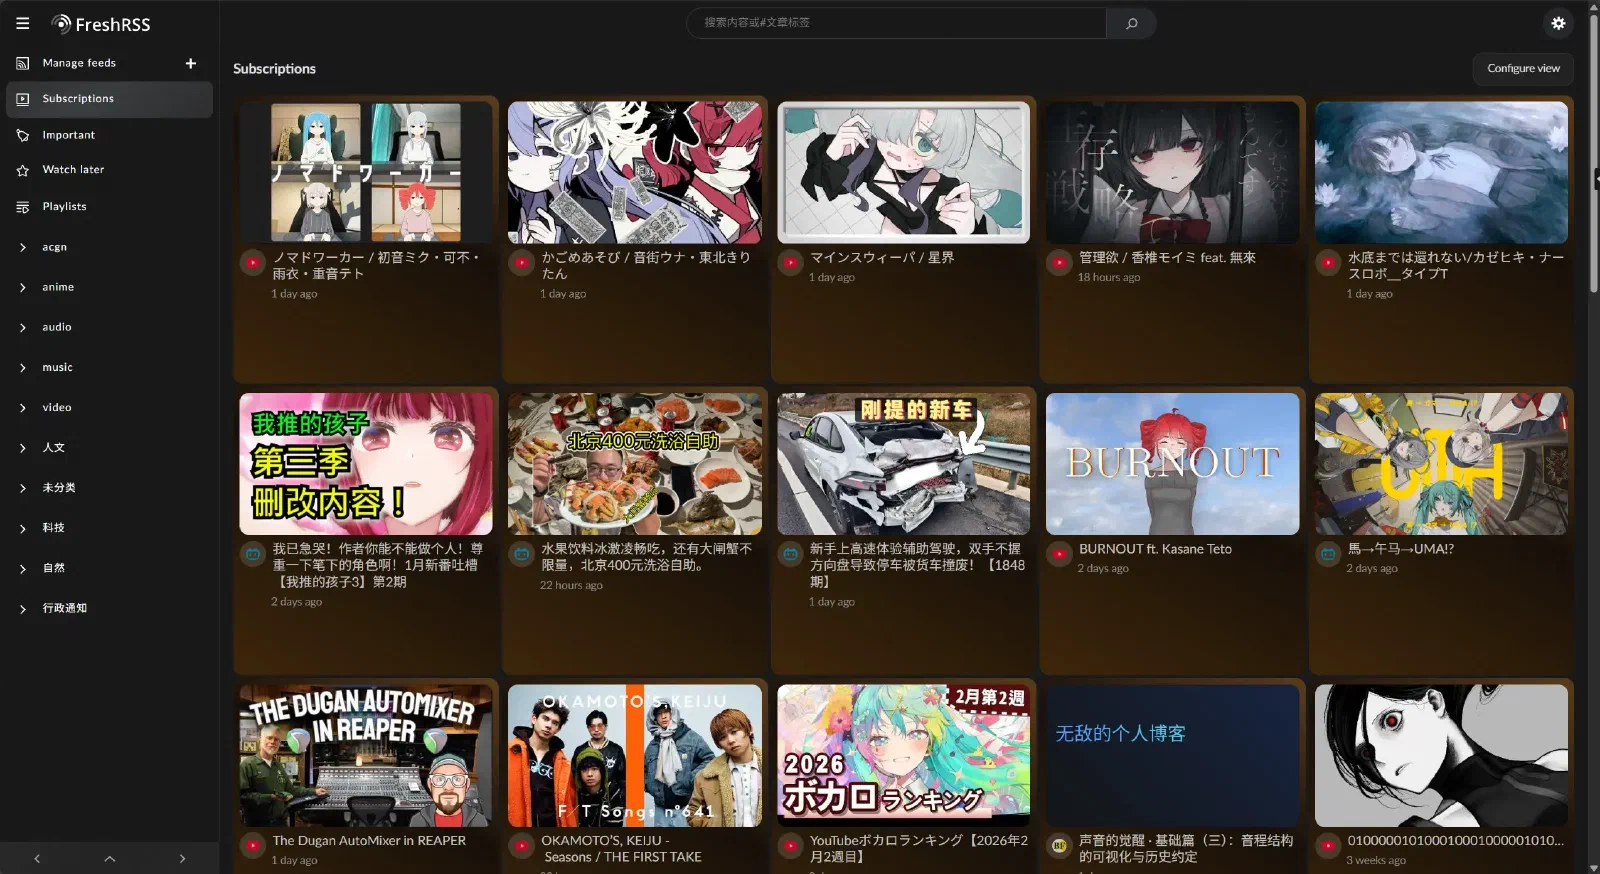 FreshRSS
搜索内容或#文章标签
Manage feeds
Subscriptions
Important
Watch later
Playlists
acgn
anime
audio
music
video
人文
未分类
科技
自然
行政通知
Subscriptions
Configure view
ノマドワーカー
ノマドワーカー / 初音ミク・可不・
雨衣・重音テト
1 day ago
かごめあそび / 音街ウナ・東北きり
たん
1 day ago
マインスウィーパ / 星界
1 day ago
存
戦略
管理欲 / 香椎モイミ feat. 無來
18 hours ago
水底までは還れない/カゼヒキ・ナー
スロボ__タイプT
1 day ago
我推的孩子
第三季
删改内容！
我已急哭！作者你能不能做个人！尊
重一下笔下的角色啊！1月新番吐槽
【我推的孩子3】第2期
2 days ago
北京400元洗浴自助
水果饮料冰激凌畅吃，还有大闸蟹不
限量，北京400元洗浴自助。
22 hours ago
刚提的新车
新手上高速体验辅助驾驶，双手不握
方向盘导致停车被货车撞废！【1848
期】
1 day ago
BURNOUT
BURNOUT ft. Kasane Teto
2 days ago
馬→午马→UMA!?
2 days ago
THE DUGAN AUTOMIXER
IN REAPER
The Dugan AutoMixer in REAPER
1 day ago
OKAMOTO'S, KEIJU
F/T Songs n°641
OKAMOTO'S, KEIJU -
Seasons / THE FIRST TAKE
2月第2週
2026
ボカロランキング
YouTubeボカロランキング【2026年2
月2週目】
无敌的个人博客
BF
声音的觉醒 · 基础篇（三）：音程结构
的可视化与历史约定
010000010100010001000001010...
3 weeks ago